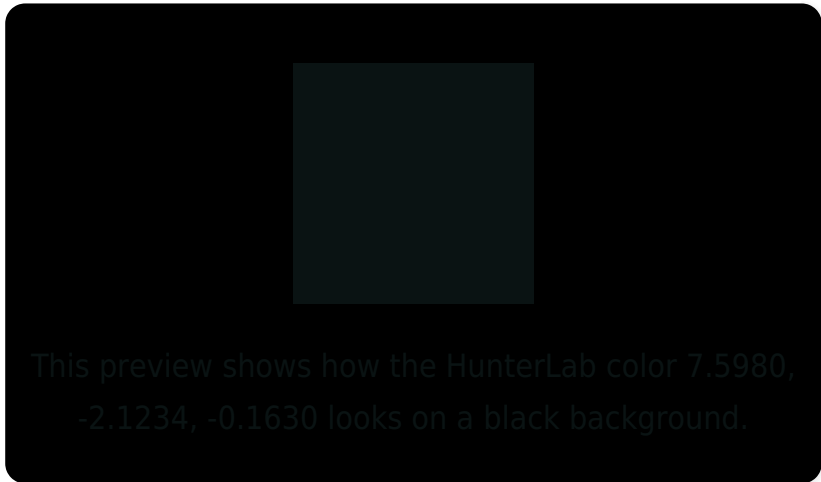 This preview shows how the HunterLab color 7.5980,
-2.1234, -0.1630 looks on a black background.